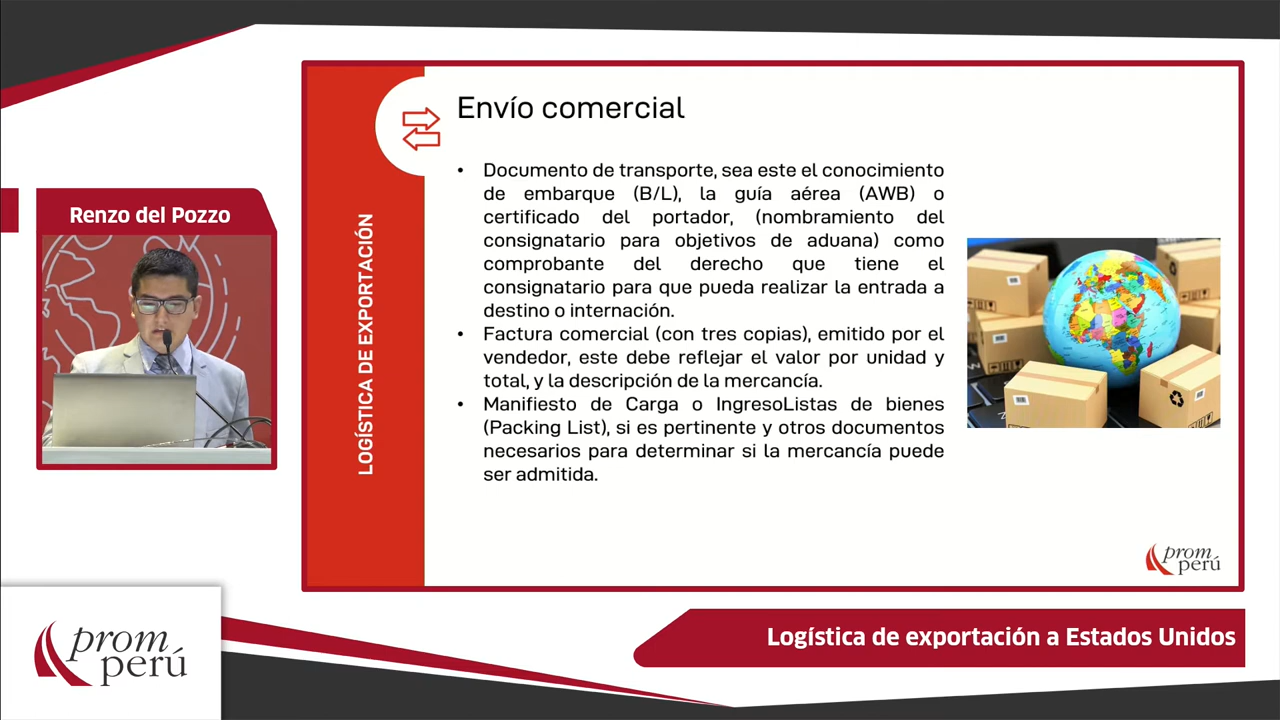 Envío comercial
Renzo del Pozzo
LOGÍSTICA DE EXPORTACIÓN
• Documento de transporte, sea este el conocimiento
de embarque (B/L), la guía aérea (AWB) o
certificado del portador, (nombramiento del
consignatario para objetivos de aduana) como
comprobante del derecho que tiene el
consignatario para que pueda realizar la entrada a
destino o internación.
• Factura comercial (con tres copias), emitido por el
vendedor, este debe reflejar el valor por unidad y
total, y la descripción de la mercancía.
• Manifiesto de Carga o IngresoListas de bienes
(Packing List), si es pertinente y otros documentos
necesarios para determinar si la mercancía puede
ser admitida.
prom
perú
prom
perú
Logística de exportación a Estados Unidos